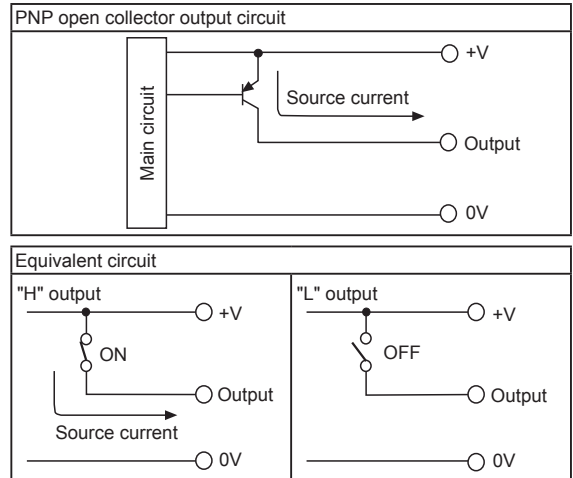 PNP open collector output circuit
+V
Main circuit
Source current
Output
0V
Equivalent circuit
"H" output
+V
ON
Output
Source current
0V
"L" output
+V
OFF
Output
0V